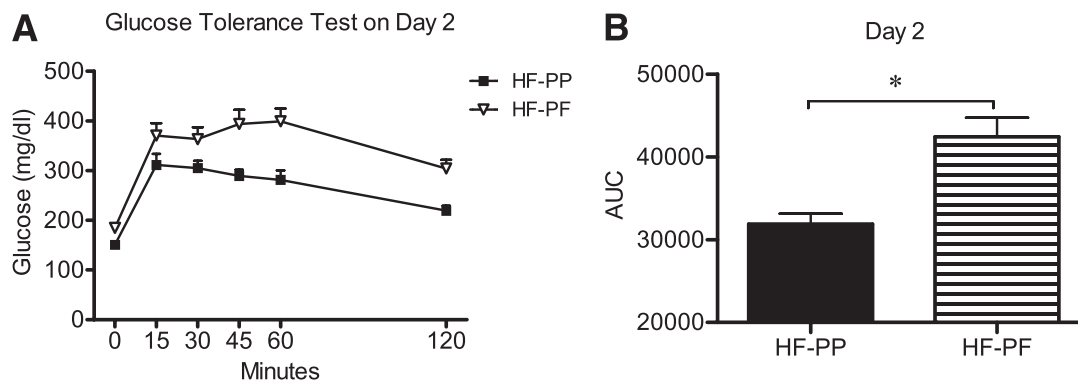 A
Glucose Tolerance Test on Day 2
Glucose (mg/dl)
500
400
300
200
100
0
0 15 30 45 60 120
Minutes
HF-PP
HF-PF
B
Day 2
*
AUC
50000
40000
30000
20000
HF-PP HF-PF